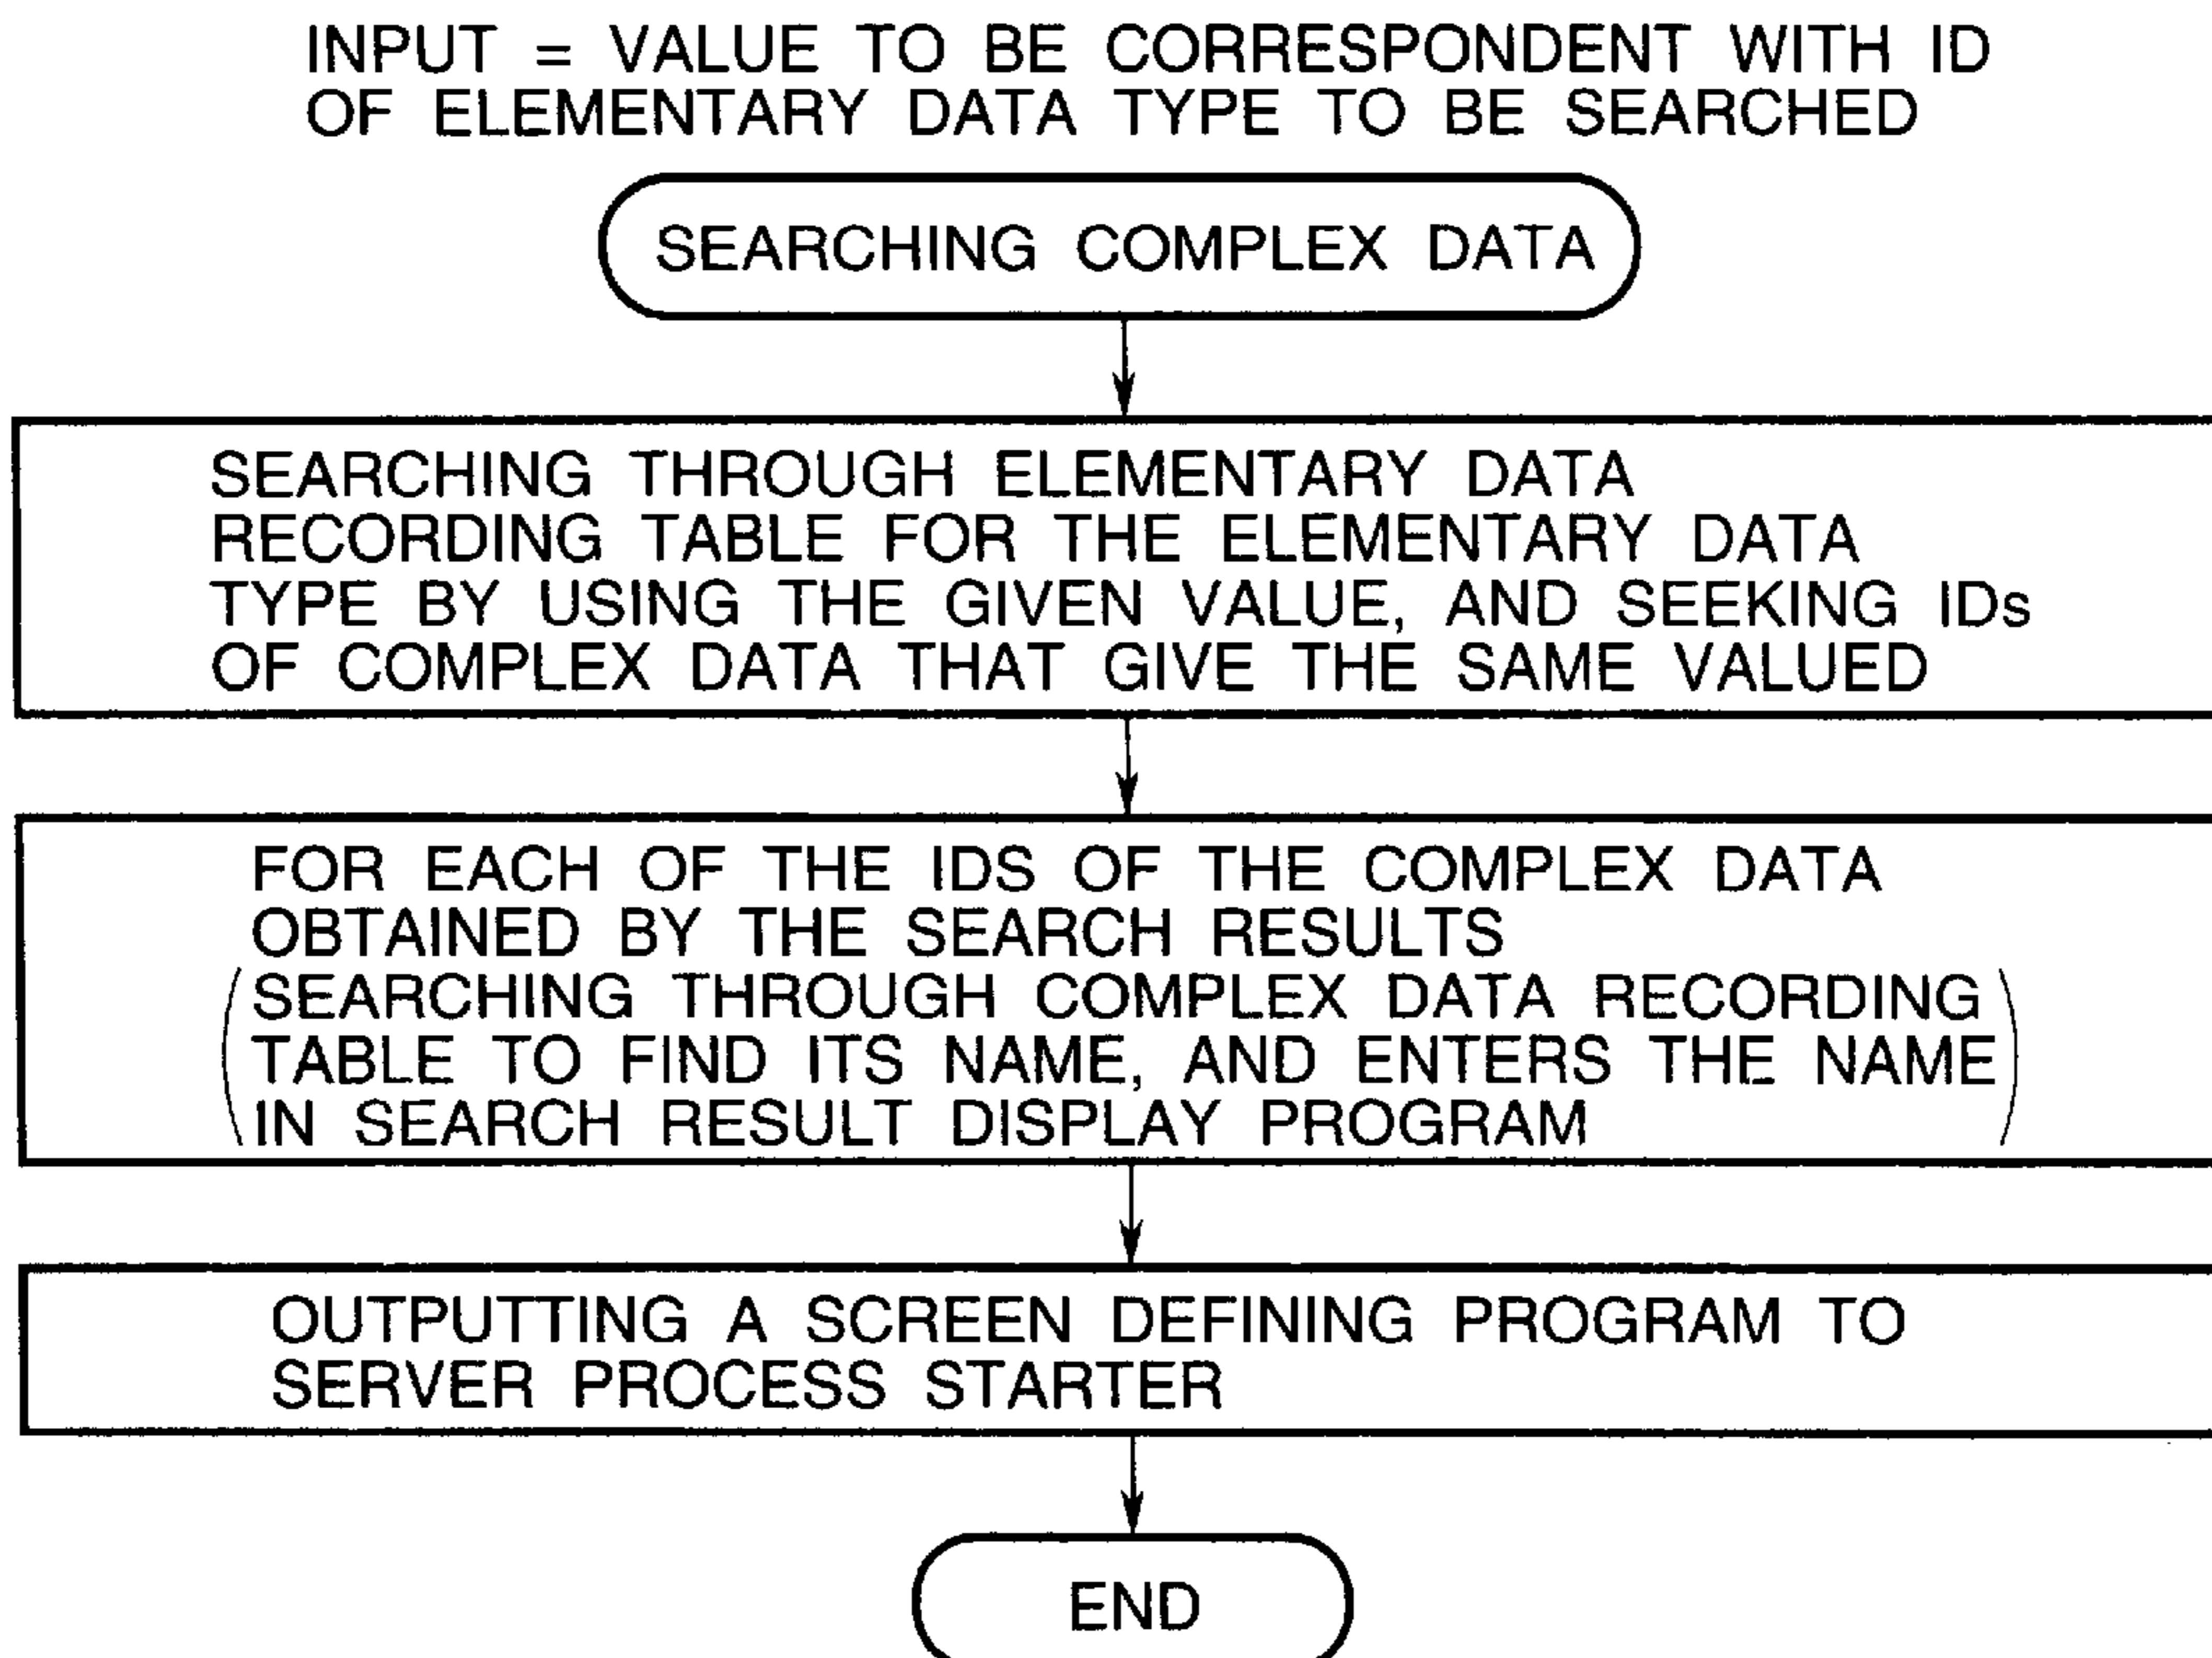 INPUT = VALUE TO BE CORRESPONDENT WITH ID
OF ELEMENTARY DATA TYPE TO BE SEARCHED
SEARCHING COMPLEX DATA
SEARCHING THROUGH ELEMENTARY DATA
RECORDING TABLE FOR THE ELEMENTARY DATA
TYPE BY USING THE GIVEN VALUE, AND SEEKING IDs
OF COMPLEX DATA THAT GIVE THE SAME VALUED
FOR EACH OF THE IDS OF THE COMPLEX DATA
OBTAINED BY THE SEARCH RESULTS
(SEARCHING THROUGH COMPLEX DATA RECORDING
TABLE TO FIND ITS NAME, AND ENTERS THE NAME
IN SEARCH RESULT DISPLAY PROGRAM)
OUTPUTTING A SCREEN DEFINING PROGRAM TO
SERVER PROCESS STARTER
END